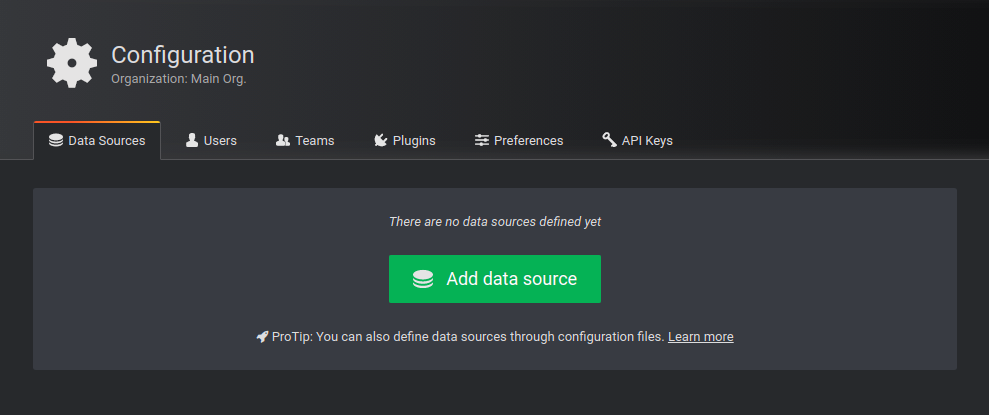 Configuration
Organization: Main Org.
Data Sources Users Teams Plugins Preferences API Keys
There are no data sources defined yet
Add data source
ProTip: You can also define data sources through configuration files. Learn more